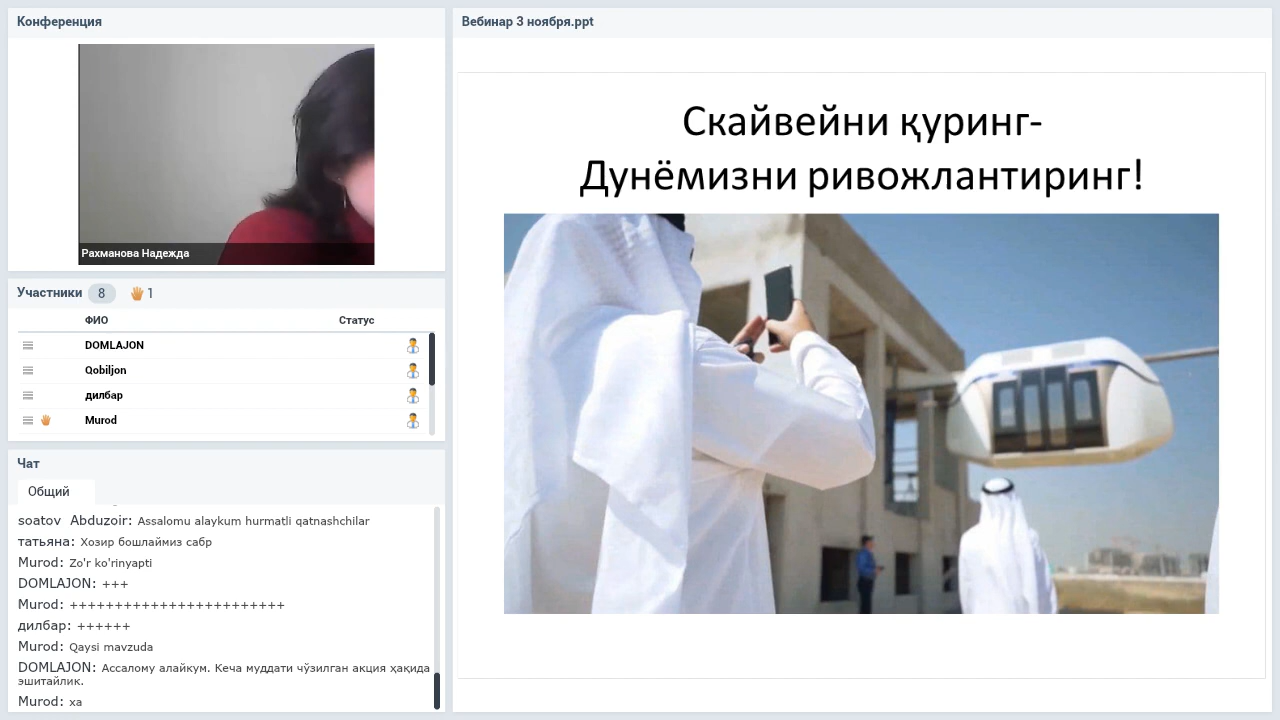 Конференция
Рахманова Надежда
Участники 8 1
ФИО Статус
DOMLAJON
Qobiljon
дилбар
Murod
Чат
Общий
soatov Abduzoir: Assalomu alaykum hurmatli qatnashchilar
татьяна: Хозир бошлаймиз сабр
Murod: Zo'r ko'rinyapti
DOMLAJON: +++
Murod: ++++++++++++++++++++++++
дилбар: ++++++
Murod: Qaysi mavzuda
DOMLAJON: Ассалому алайкум. Кеча муддати чўзилган акция ҳақида
эшитайлик.
Murod: ха
Вебинар 3 ноября.ppt
Скайвейни қуринг-
Дунёмизни ривожлантиринг!